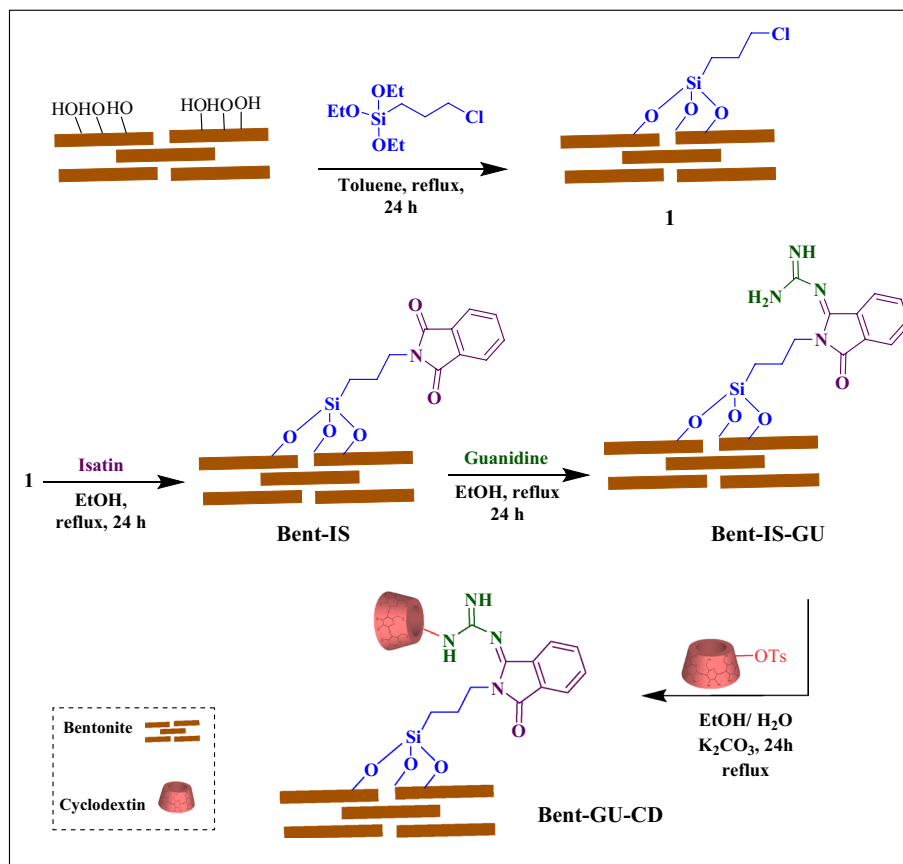 HOHOHO
HOHOOH
OEt
EtO
Si
OEt
OEt
Cl
Toluene, reflux,
24 h
Cl
Si
O
O
O
1
O
N
O
Si
O
O
O
1
Isatin
EtOH,
reflux, 24 h
Bent-IS
Guanidine
EtOH, reflux
24 h
NH
H₂N
N
N
O
Si
O
O
O
Bent-IS-GU
OTs
EtOH/ H₂O
K₂CO₃, 24h
reflux
NH
N
H
N
N
O
Si
O
O
O
Bent-GU-CD
Bentonite
Cyclodextin